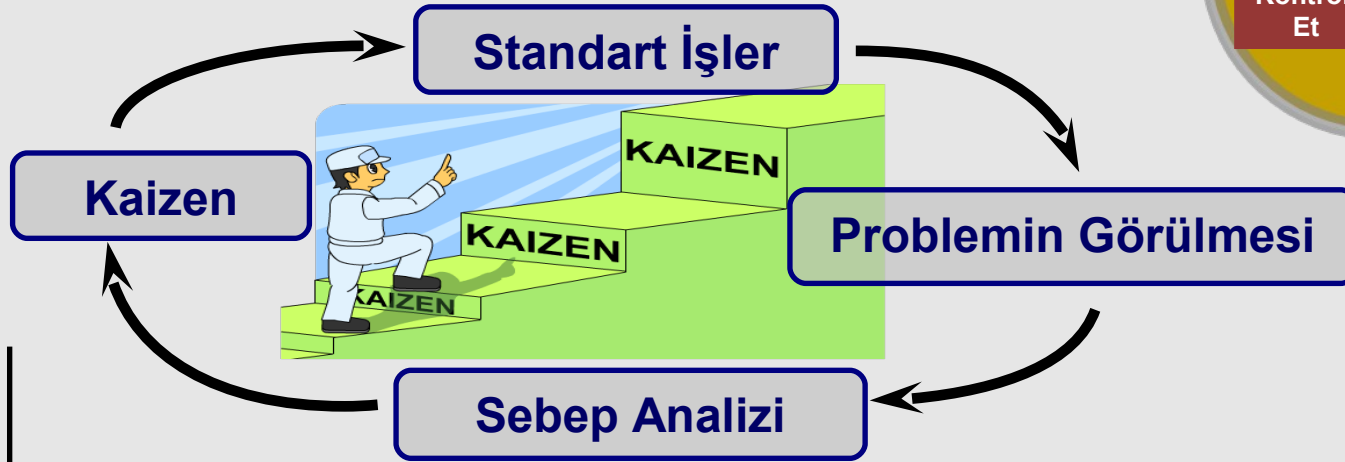 Et
Standart İşler
Kaizen
KAIZEN
KAIZEN
KAIZEN
Problemin Görülmesi
Sebep Analizi